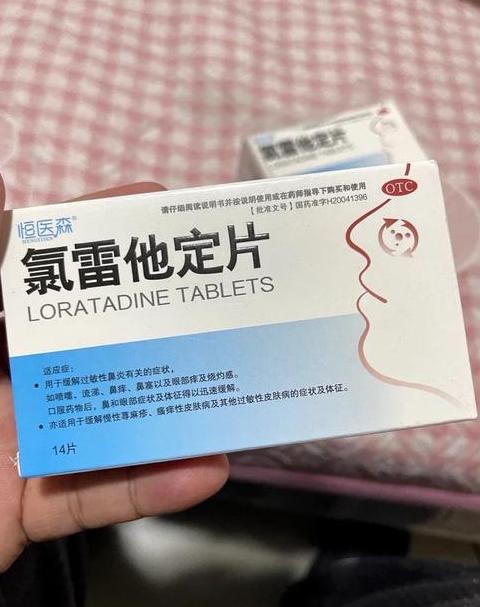 氯雷他定片
请仔细阅读说明书并按说明使用或在药师指导下购买和使用
【批准文号】国药准字H20041396
OTC
恒医森
氯雷他定片
LORATADINE TABLETS
适应症：
• 用于缓解过敏性鼻炎有关的症状，
如喷嚏、流涕、鼻痒、鼻塞以及眼部痒及烧灼感。
口服药物后，鼻和眼部症状及体征得以迅速缓解。
• 亦适用于缓解慢性荨麻疹、瘙痒性皮肤病及其他过敏性皮肤病的症状及体征。
14片